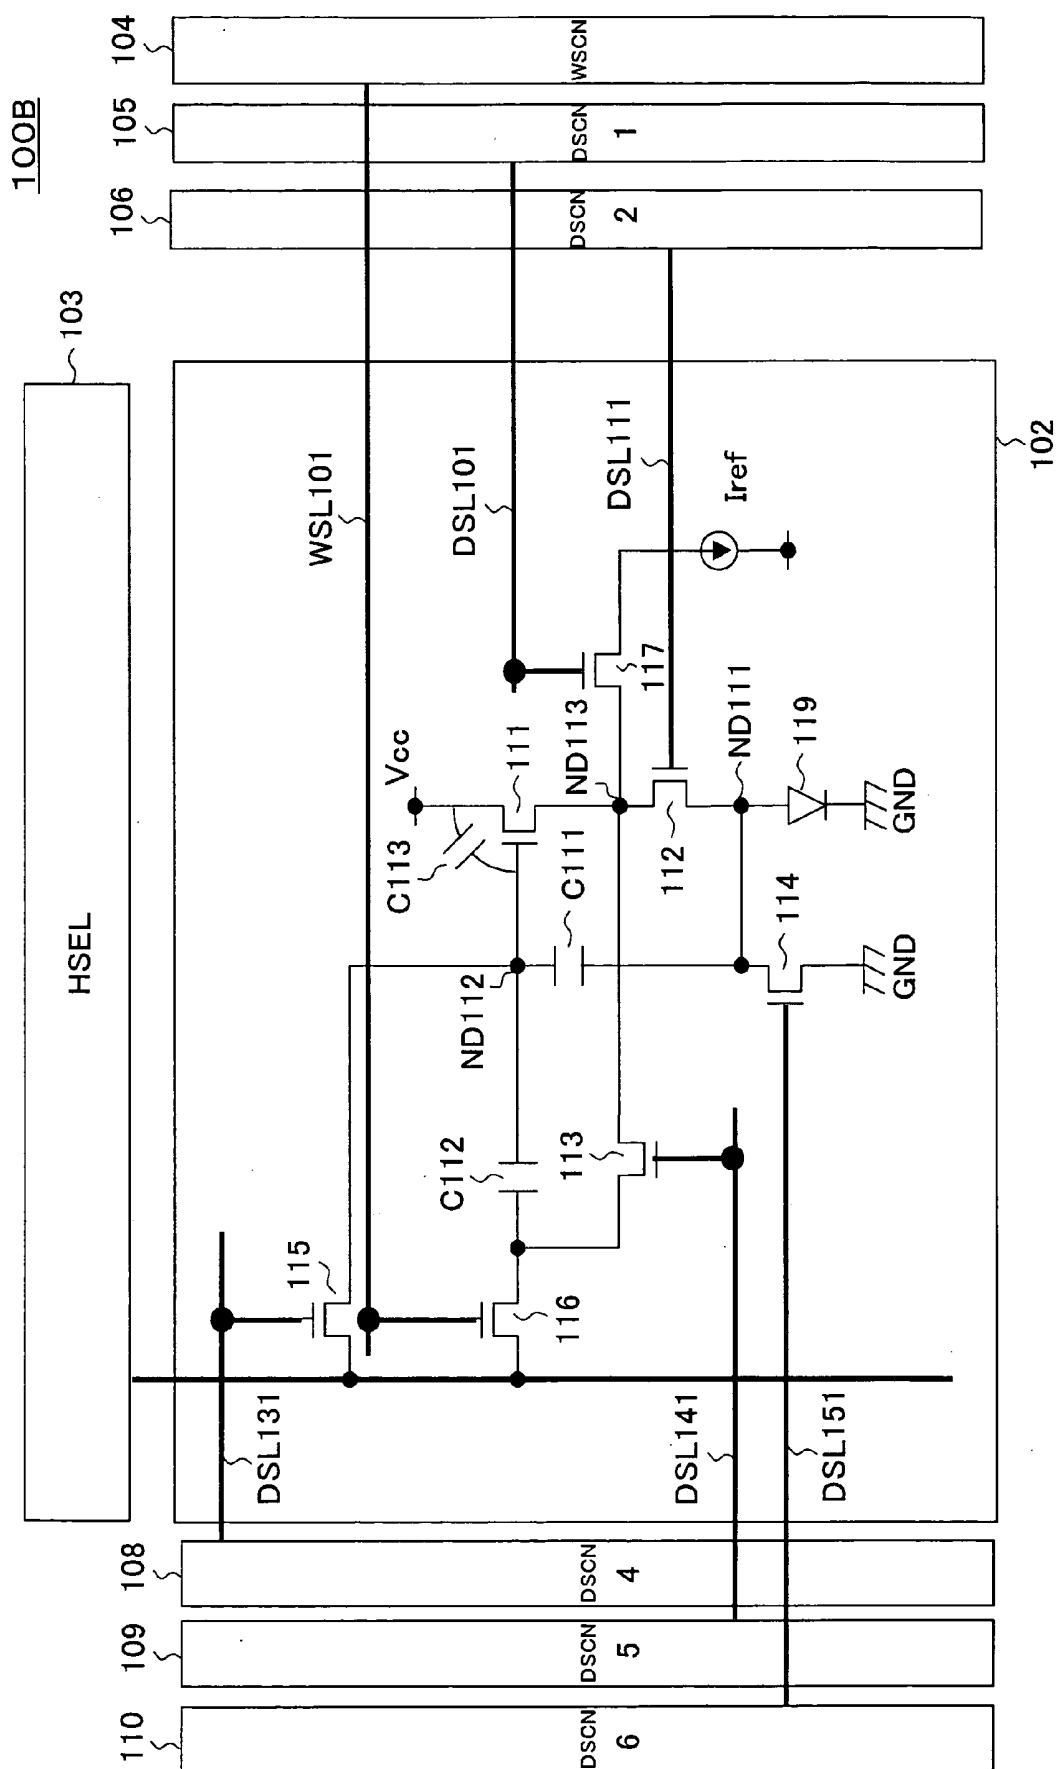 100B
103
HSEL
110
109
108
106
105
104
DSCN
6
DSCN
5
DSCN
4
DSCN
2
DSCN
1
WSCN
DSL131
115
WSL101
116
C112
ND112
C113
Vcc
111
DSL101
C111
ND113
117
113
112
DSL111
Iref
DSL141
DSL151
114
ND111
119
GND
GND
102